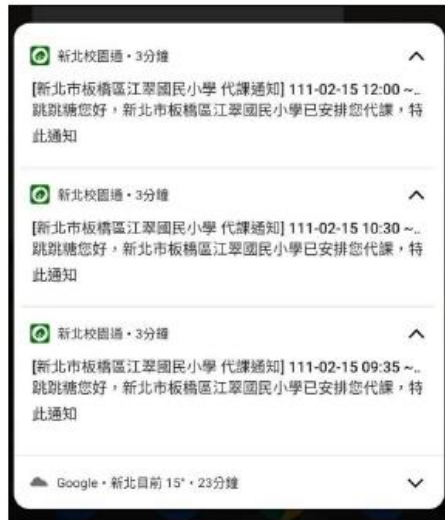 新北校園通・3分鐘
[新北市板橋區江翠國民小學 代課通知] 111-02-15 12:00 ~..
跳跳糖您好，新北市板橋區江翠國民小學已安排您代課，特
此通知
新北校園通・3分鐘
[新北市板橋區江翠國民小學 代課通知] 111-02-15 10:30 ~..
跳跳糖您好，新北市板橋區江翠國民小學已安排您代課，特
此通知
新北校園通・3分鐘
[新北市板橋區江翠國民小學 代課通知] 111-02-15 09:35 ~..
跳跳糖您好，新北市板橋區江翠國民小學已安排您代課，特
此通知
Google・新北目前 15°・23分鐘